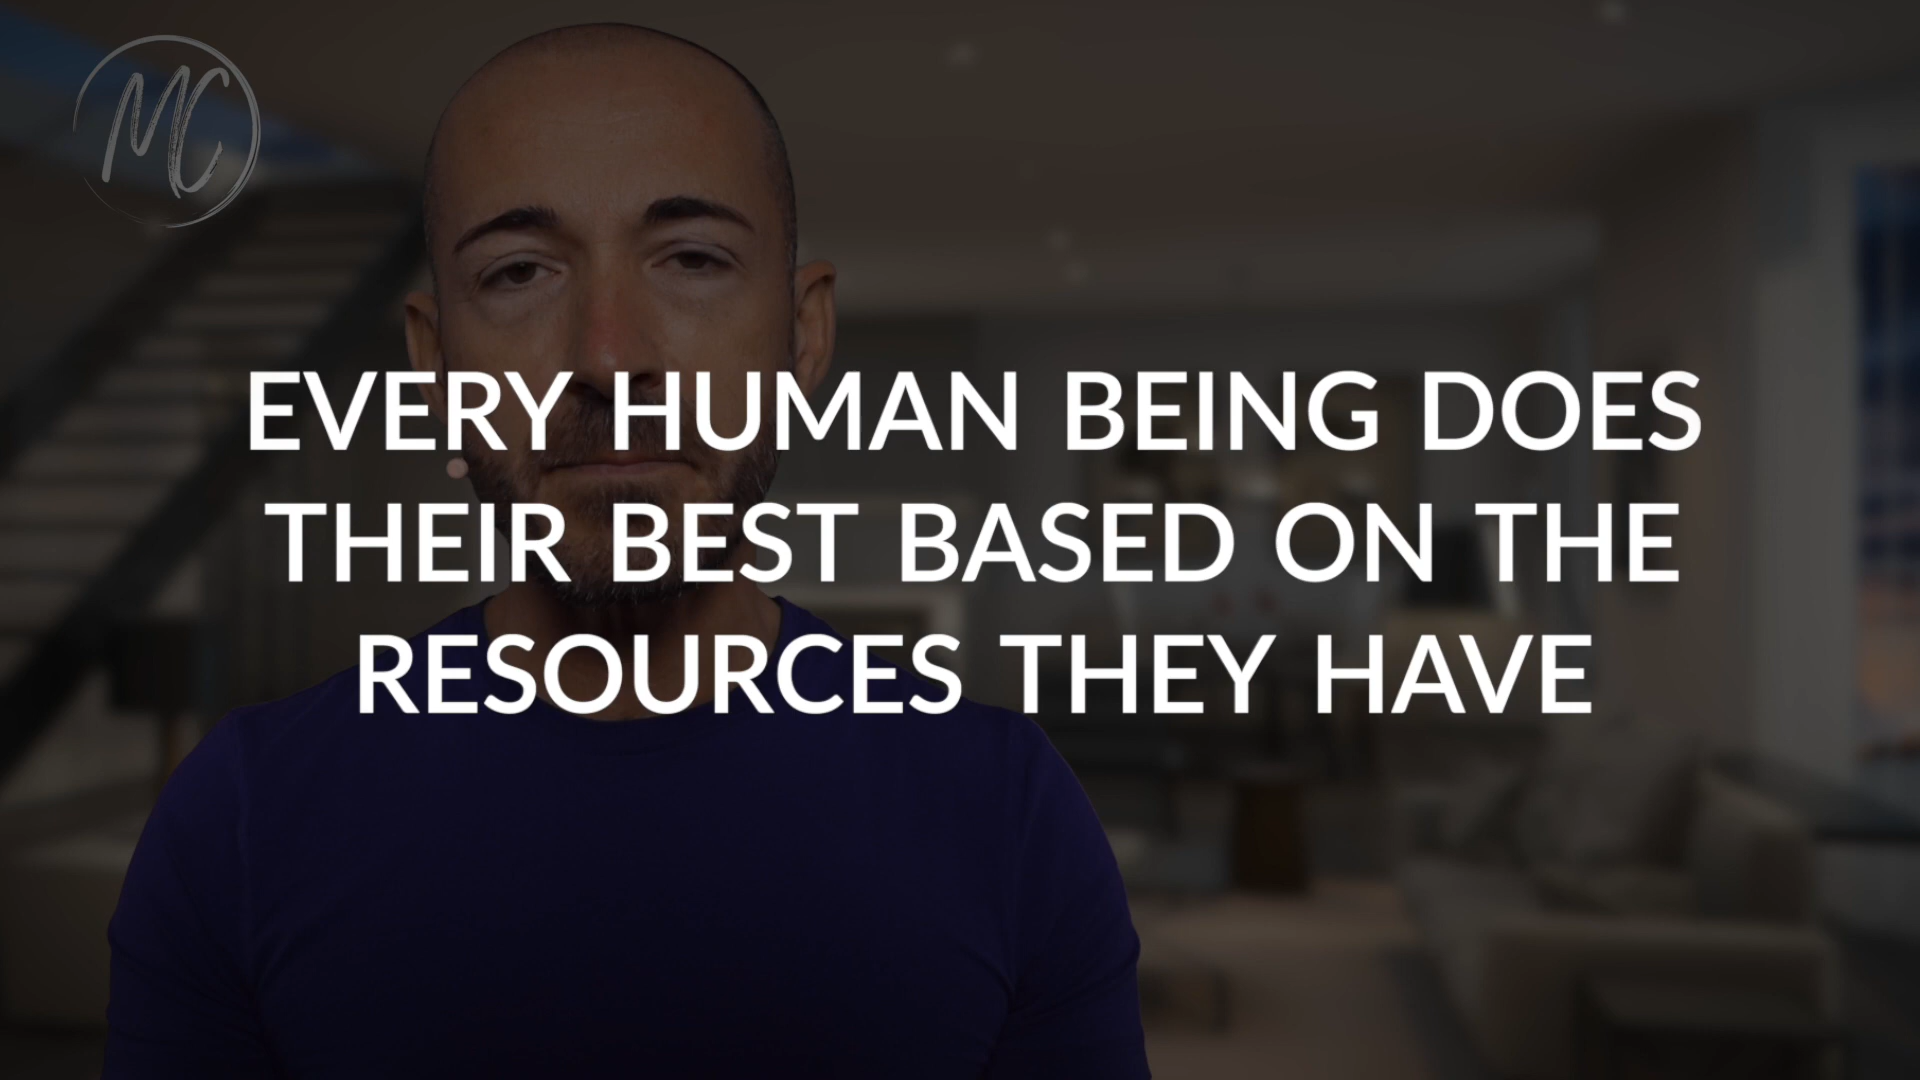 MC
EVERY HUMAN BEING DOES
THEIR BEST BASED ON THE
RESOURCES THEY HAVE